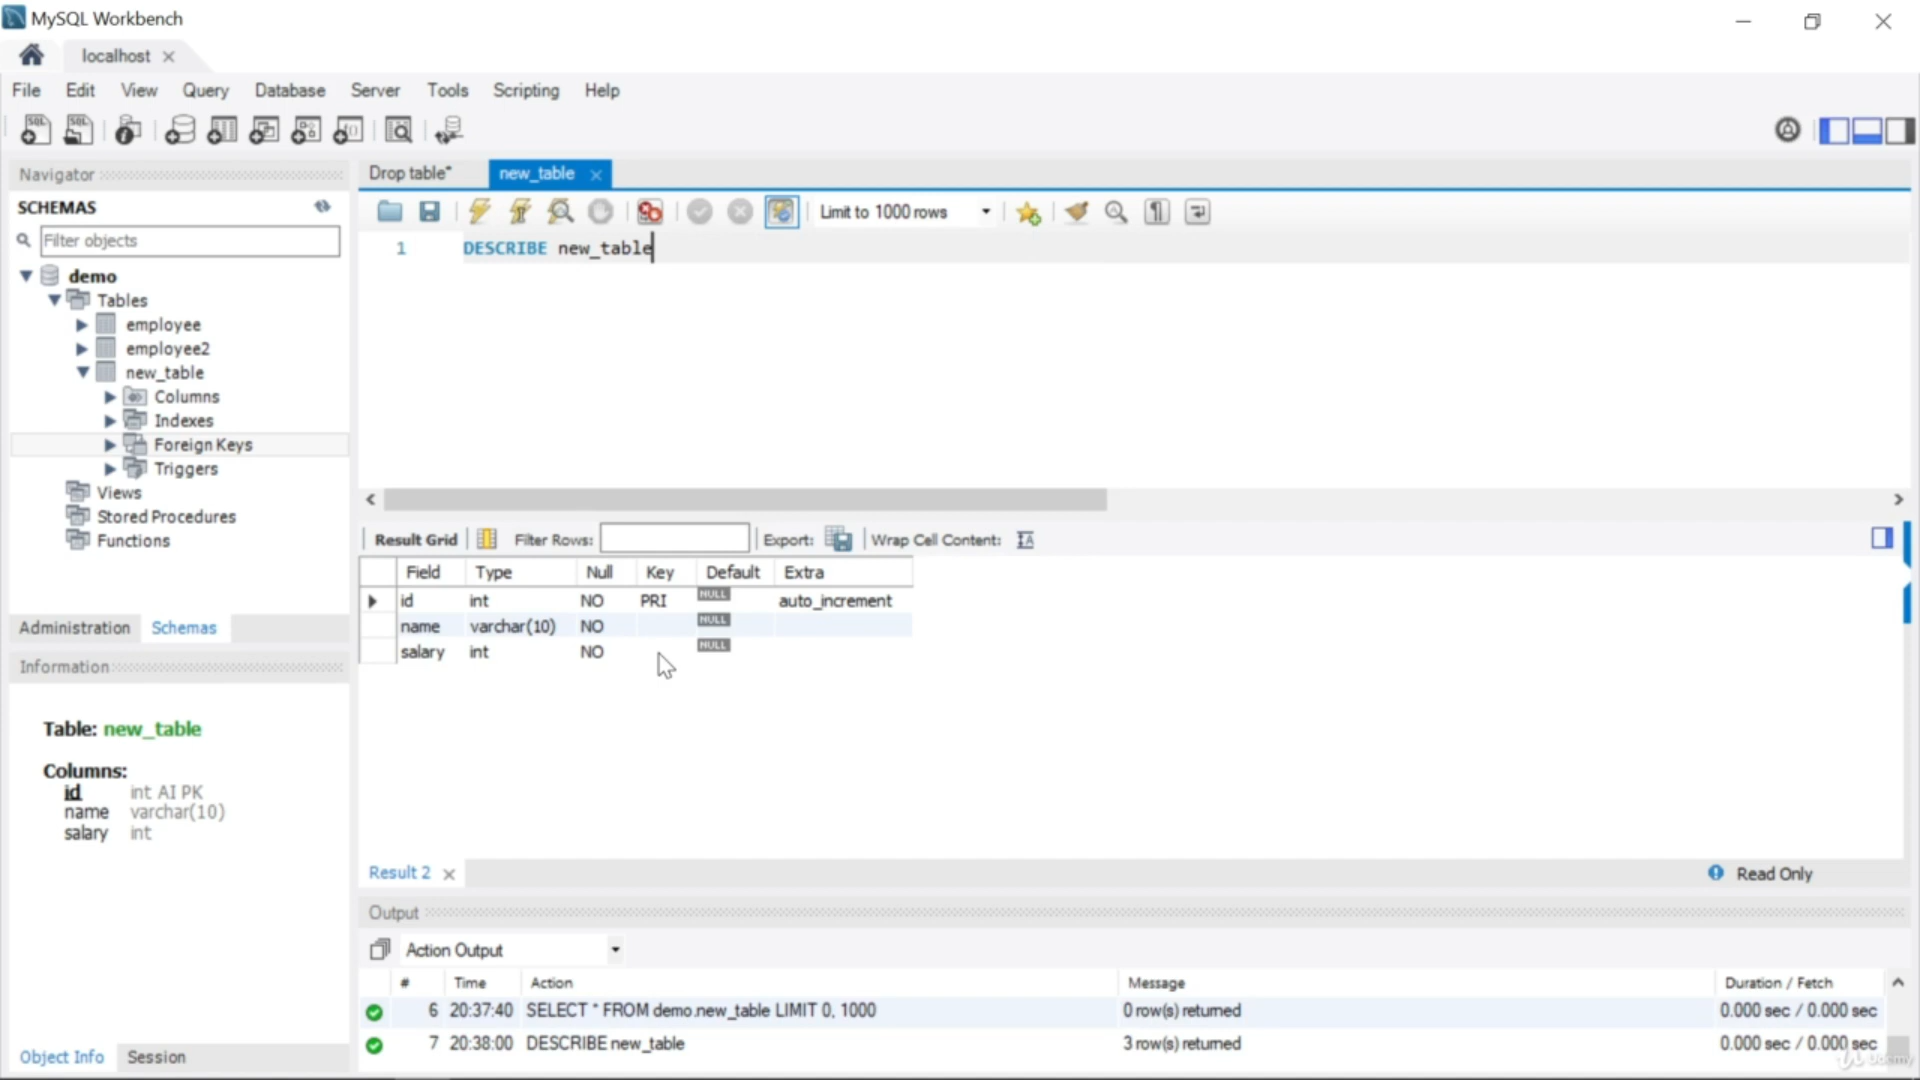 MySQL Workbench
localhost
File Edit View Query Database Server Tools Scripting Help
Navigator
SCHEMAS
Filter objects
demo
Tables
employee
employee2
new_table
Columns
Indexes
Foreign Keys
Triggers
Views
Stored Procedures
Functions
Administration Schemas
Information
Table: new_table
Columns:
id int AI PK
name varchar(10)
salary int
Object Info Session
Drop table* new_table
Limit to 1000 rows
1 DESCRIBE new_table
Result Grid Filter Rows: Export: Wrap Cell Content:
Field Type Null Key Default Extra
id int NO PRI NULL auto_increment
name varchar(10) NO NULL
salary int NO NULL
Result 2 Read Only
Output
Action Output
# Time Action Message Duration / Fetch
6 20:37:40 SELECT * FROM demo.new_table LIMIT 0, 1000 0 row(s) returned 0.000 sec / 0.000 sec
7 20:38:00 DESCRIBE new_table 3 row(s) returned 0.000 sec / 0.000 sec
Udemy